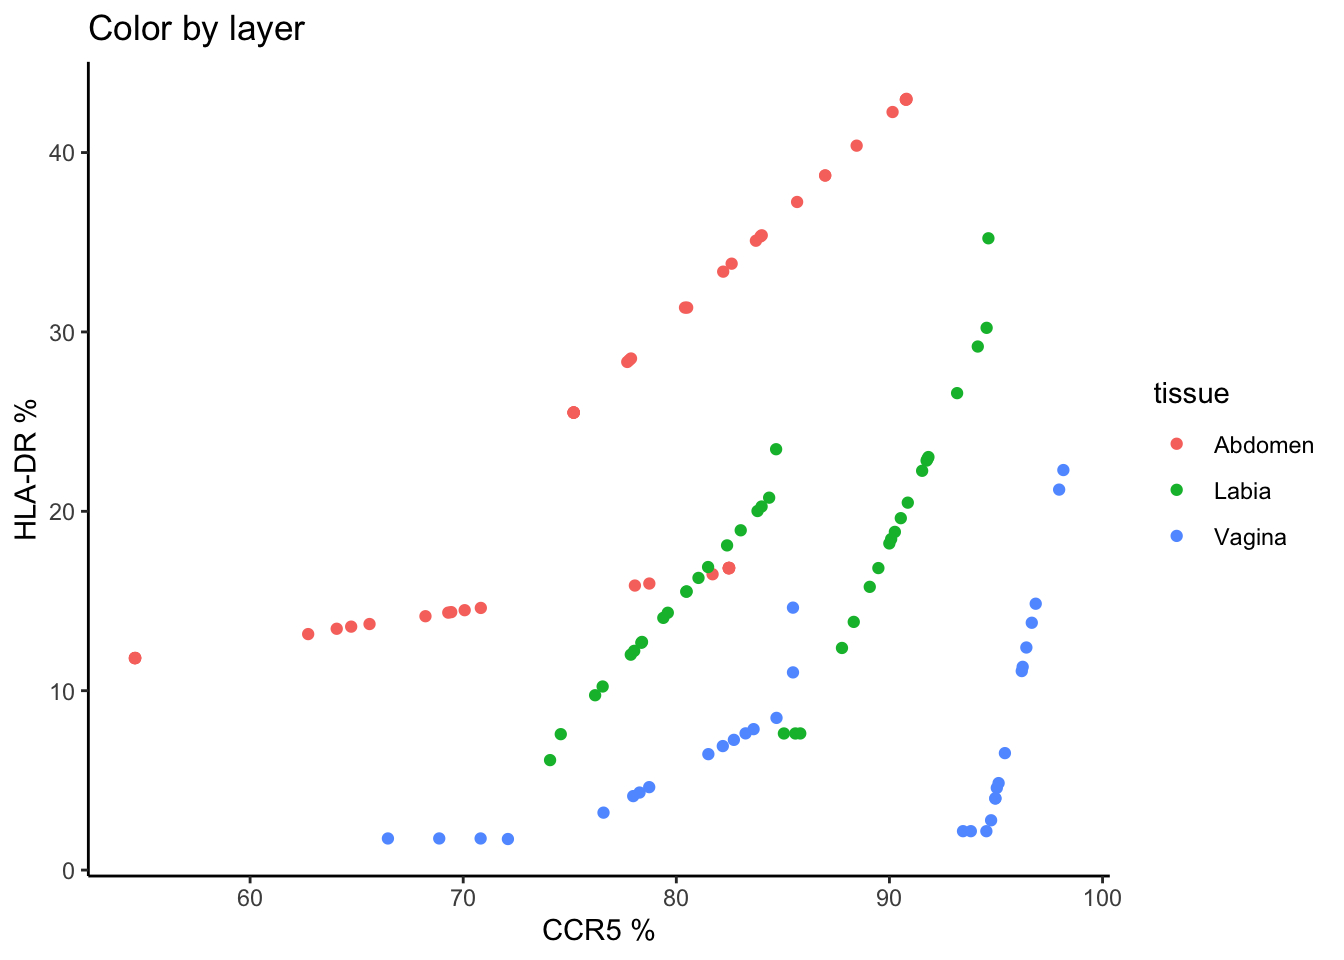 Color by layer
HLA-DR %
40
30
20
10
0
60 70 80 90 100
CCR5 %
tissue
Abdomen
Labia
Vagina